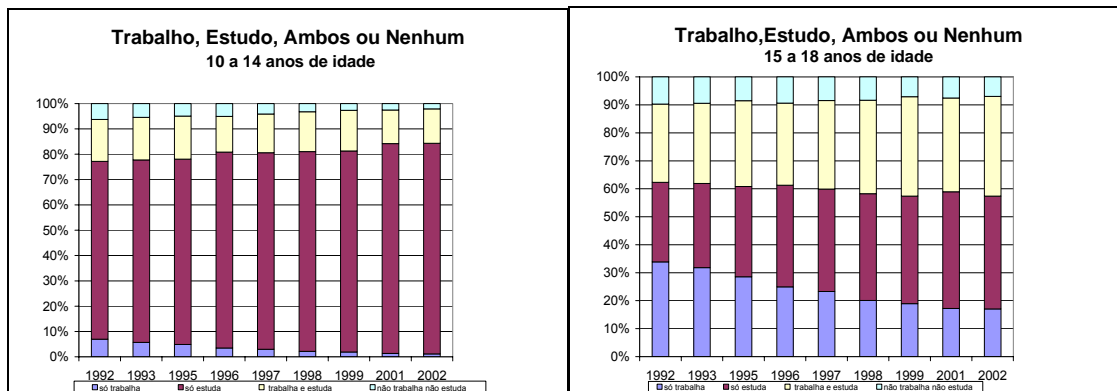 Trabalho, Estudo, Ambos ou Nenhum
10 a 14 anos de idade
100%
90%
80%
70%
60%
50%
40%
30%
20%
10%
0%
1992 1993 1995 1996 1997 1998 1999 2001 2002
só trabalha só estuda trabalha e estuda não trabalha não estuda
Trabalho,Estudo, Ambos ou Nenhum
15 a 18 anos de idade
100%
90%
80%
70%
60%
50%
40%
30%
20%
10%
0%
1992 1993 1995 1996 1997 1998 1999 2001 2002
só trabalha só estuda trabalha e estuda não trabalha não estuda